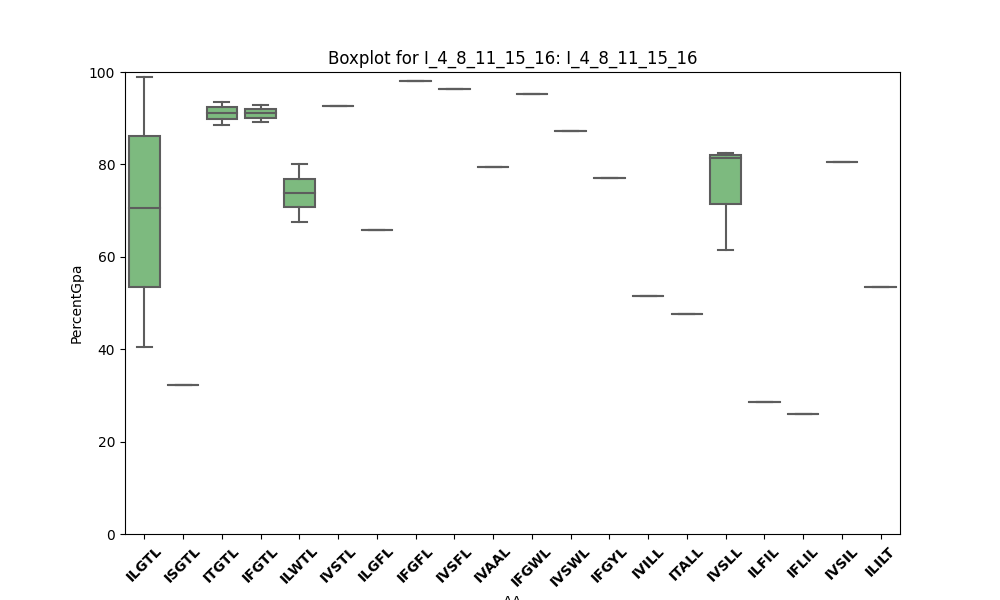 Boxplot for I_4_8_11_15_16: I_4_8_11_15_16
100
80
60
40
20
0
PercentGpa
ILGTL
ISGTL
ITGTL
IFGTL
ILWTL
IVSTL
ILGFL
IFGFL
IVSFL
IVAAL
IFGWL
IVSWL
IFGYL
IVILL
ITALL
IVSLL
ILFIL
IFLIL
IVSIL
ILILT
AA